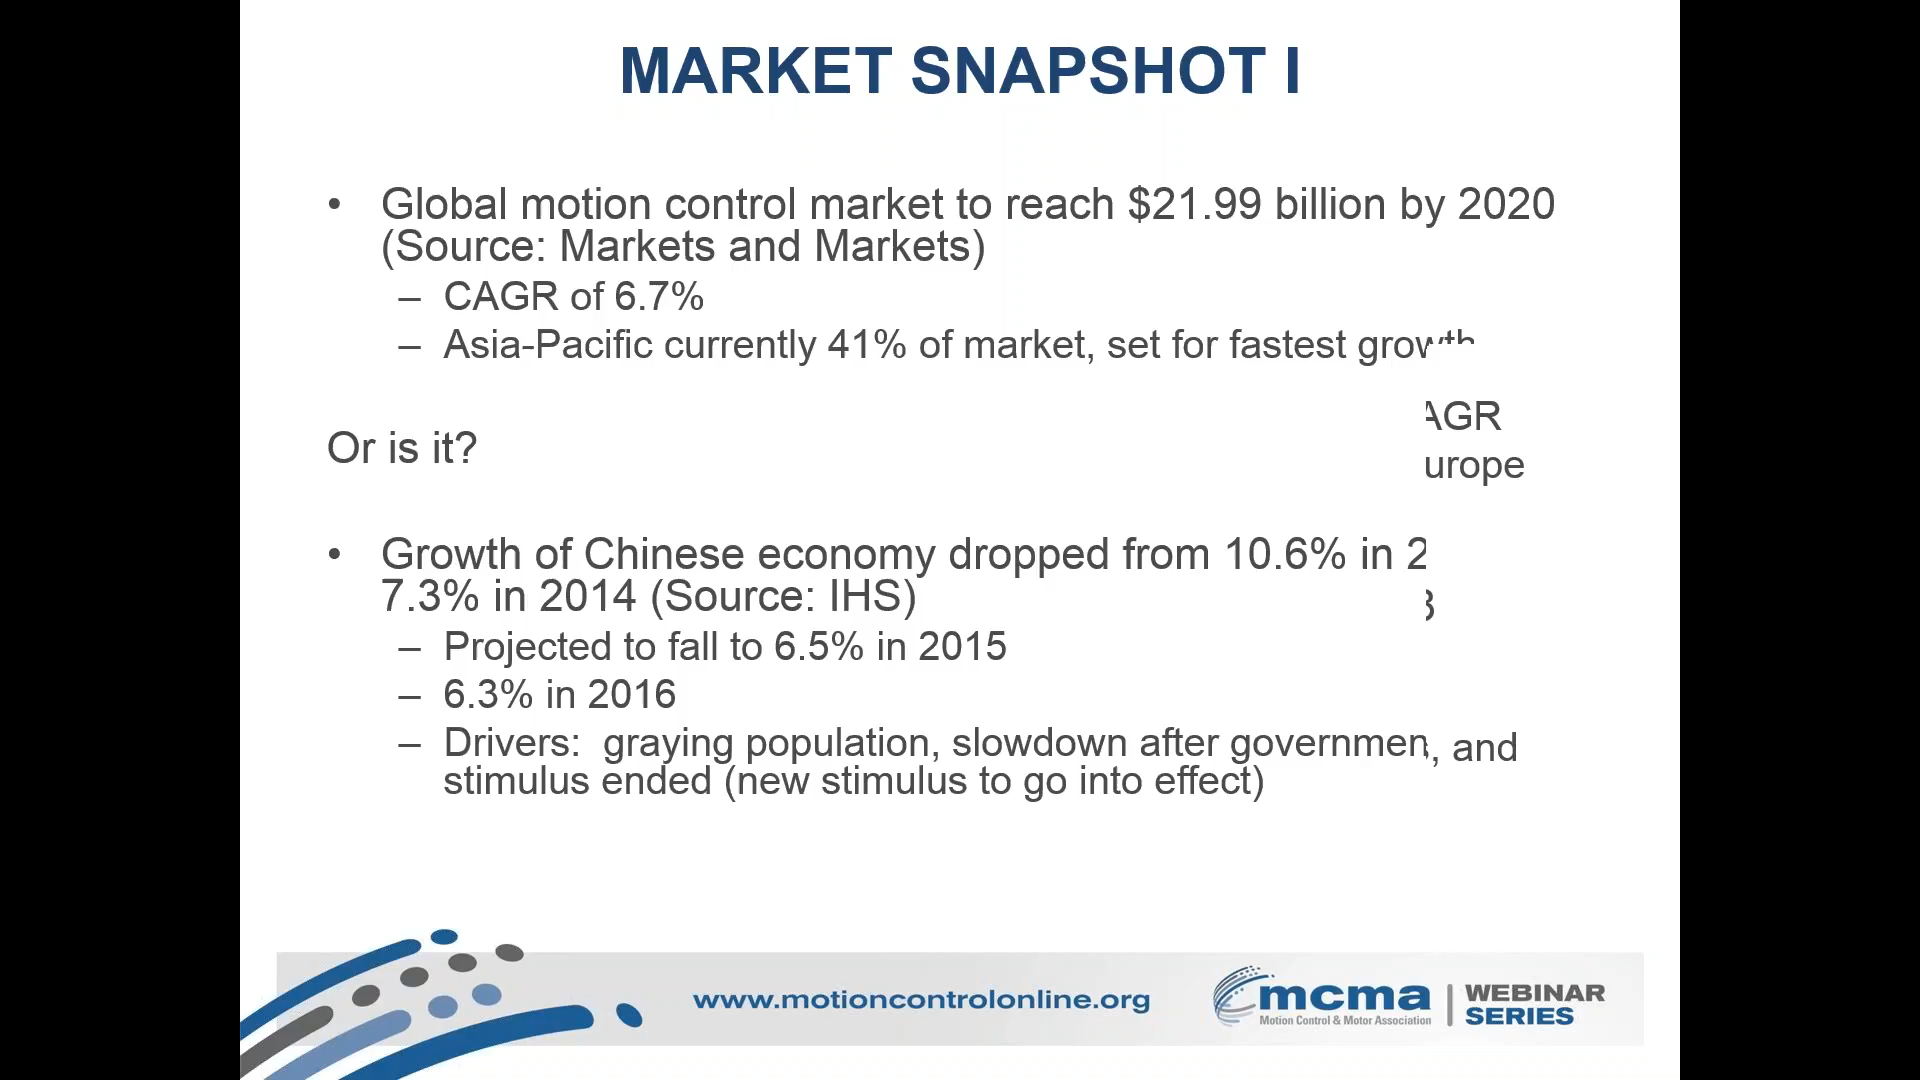 MARKET SNAPSHOT I
• Global motion control market to reach $21.99 billion by 2020
(Source: Markets and Markets)
– CAGR of 6.7%
– Asia-Pacific currently 41% of market, set for fastest growth
AGR
Or is it?
urope
• Growth of Chinese economy dropped from 10.6% in 2
7.3% in 2014 (Source: IHS)
– Projected to fall to 6.5% in 2015
– 6.3% in 2016
– Drivers: graying population, slowdown after governmen
, and
stimulus ended (new stimulus to go into effect)
www.motioncontrolonline.org
mcma
Motion Control & Motor Association
WEBINAR
SERIES